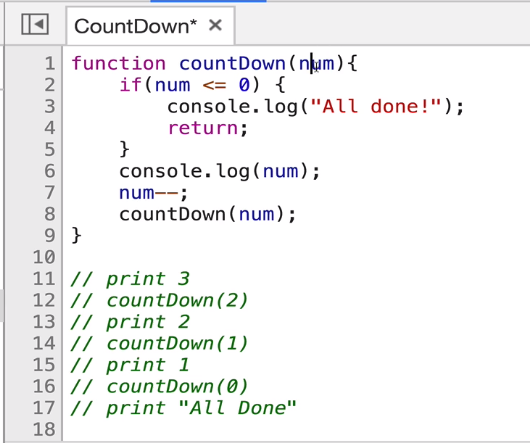 CountDown* ×
1 function countDown(num){
2     if(num <= 0) {
3         console.log("All done!");
4         return;
5     }
6     console.log(num);
7     num--;
8     countDown(num);
9 }
10
11 // print 3
12 // countDown(2)
13 // print 2
14 // countDown(1)
15 // print 1
16 // countDown(0)
17 // print "All Done"
18